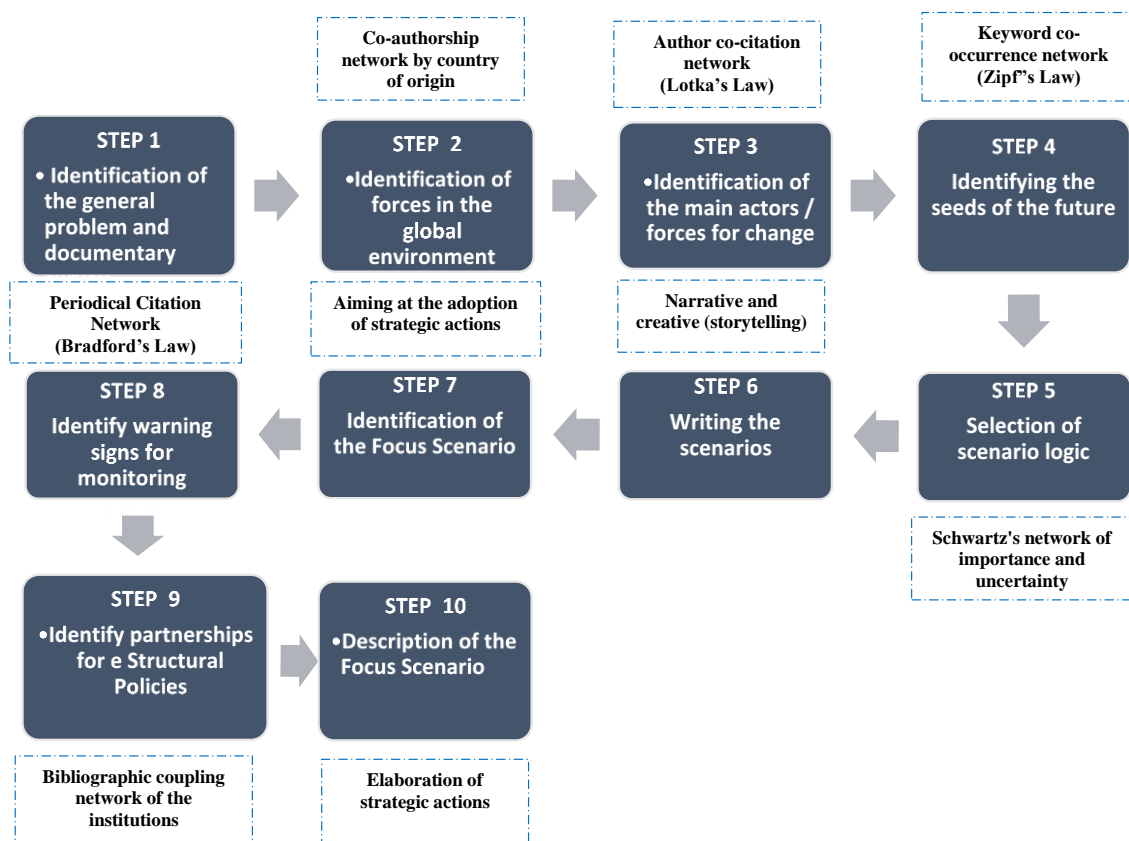 Co-authorship
network by country
of origin
Author co-citation
network
(Lotka's Law)
Keyword co-
occurrence network
(Zipf"s Law)
STEP 1
• Identification of
the general
problem and
documentary
STEP 2
•Identification of
forces in the
global
environment
STEP 3
•Identification of
the main actors /
forces for change
STEP 4
Identifying the
seeds of the future
Periodical Citation
Network
(Bradford's Law)
Aiming at the adoption
of strategic actions
Narrative and
creative (storytelling)
STEP 8
Identify warning
signs for
monitoring
STEP 7
Identification of
the Focus Scenario
STEP 6
Writing the
scenarios
STEP 5
Selection of
scenario logic
Schwartz's network of
importance and
uncertainty
STEP 9
•Identify partnerships
for e Structural
Policies
STEP 10
•Description of the
Focus Scenario
Bibliographic coupling
network of the
institutions
Elaboration of
strategic actions